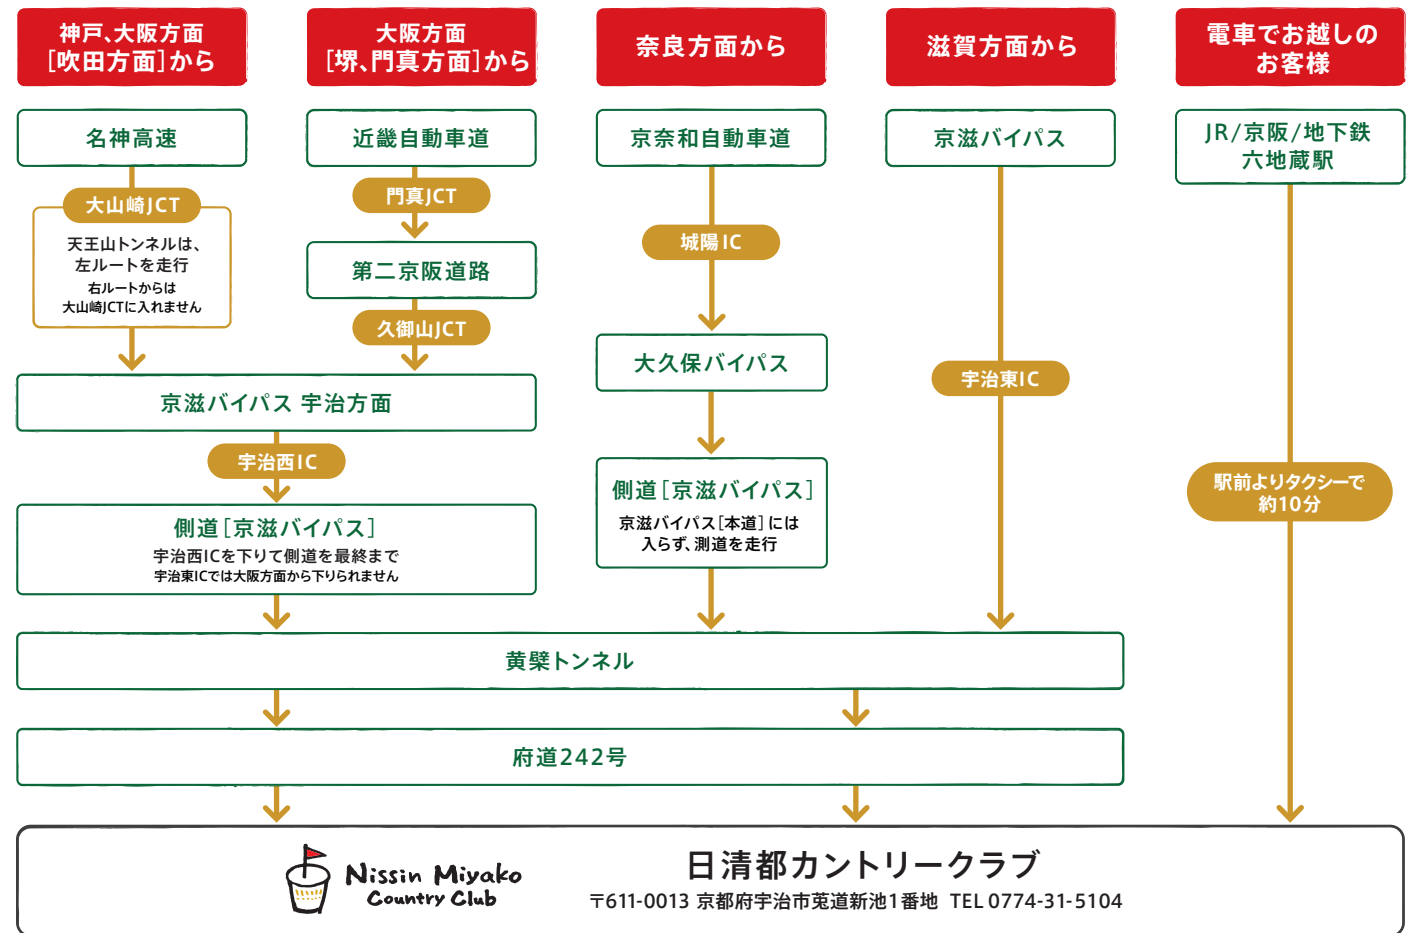 神戸、大阪方面
[吹田方面]から
大阪方面
[堺、門真方面]から
奈良方面から
滋賀方面から
電車でお越しの
お客様
名神高速
近畿自動車道
京奈和自動車道
京滋バイパス
JR/京阪/地下鉄
六地蔵駅
大山崎JCT
天王山トンネルは、
左ルートを走行
右ルートからは
大山崎JCTに入れません
門真JCT
第二京阪道路
久御山JCT
城陽IC
大久保バイパス
宇治東IC
京滋バイパス 宇治方面
宇治西IC
側道[京滋バイパス]
宇治西ICを下りて側道を最終まで
宇治東ICでは大阪方面から下りられません
側道[京滋バイパス]
京滋バイパス[本道]には
入らず、測道を走行
駅前よりタクシーで
約10分
黄檗トンネル
府道242号
Nissin Miyako
Country Club
日清都カントリークラブ
〒611-0013 京都府宇治市莵道新池1番地 TEL 0774-31-5104